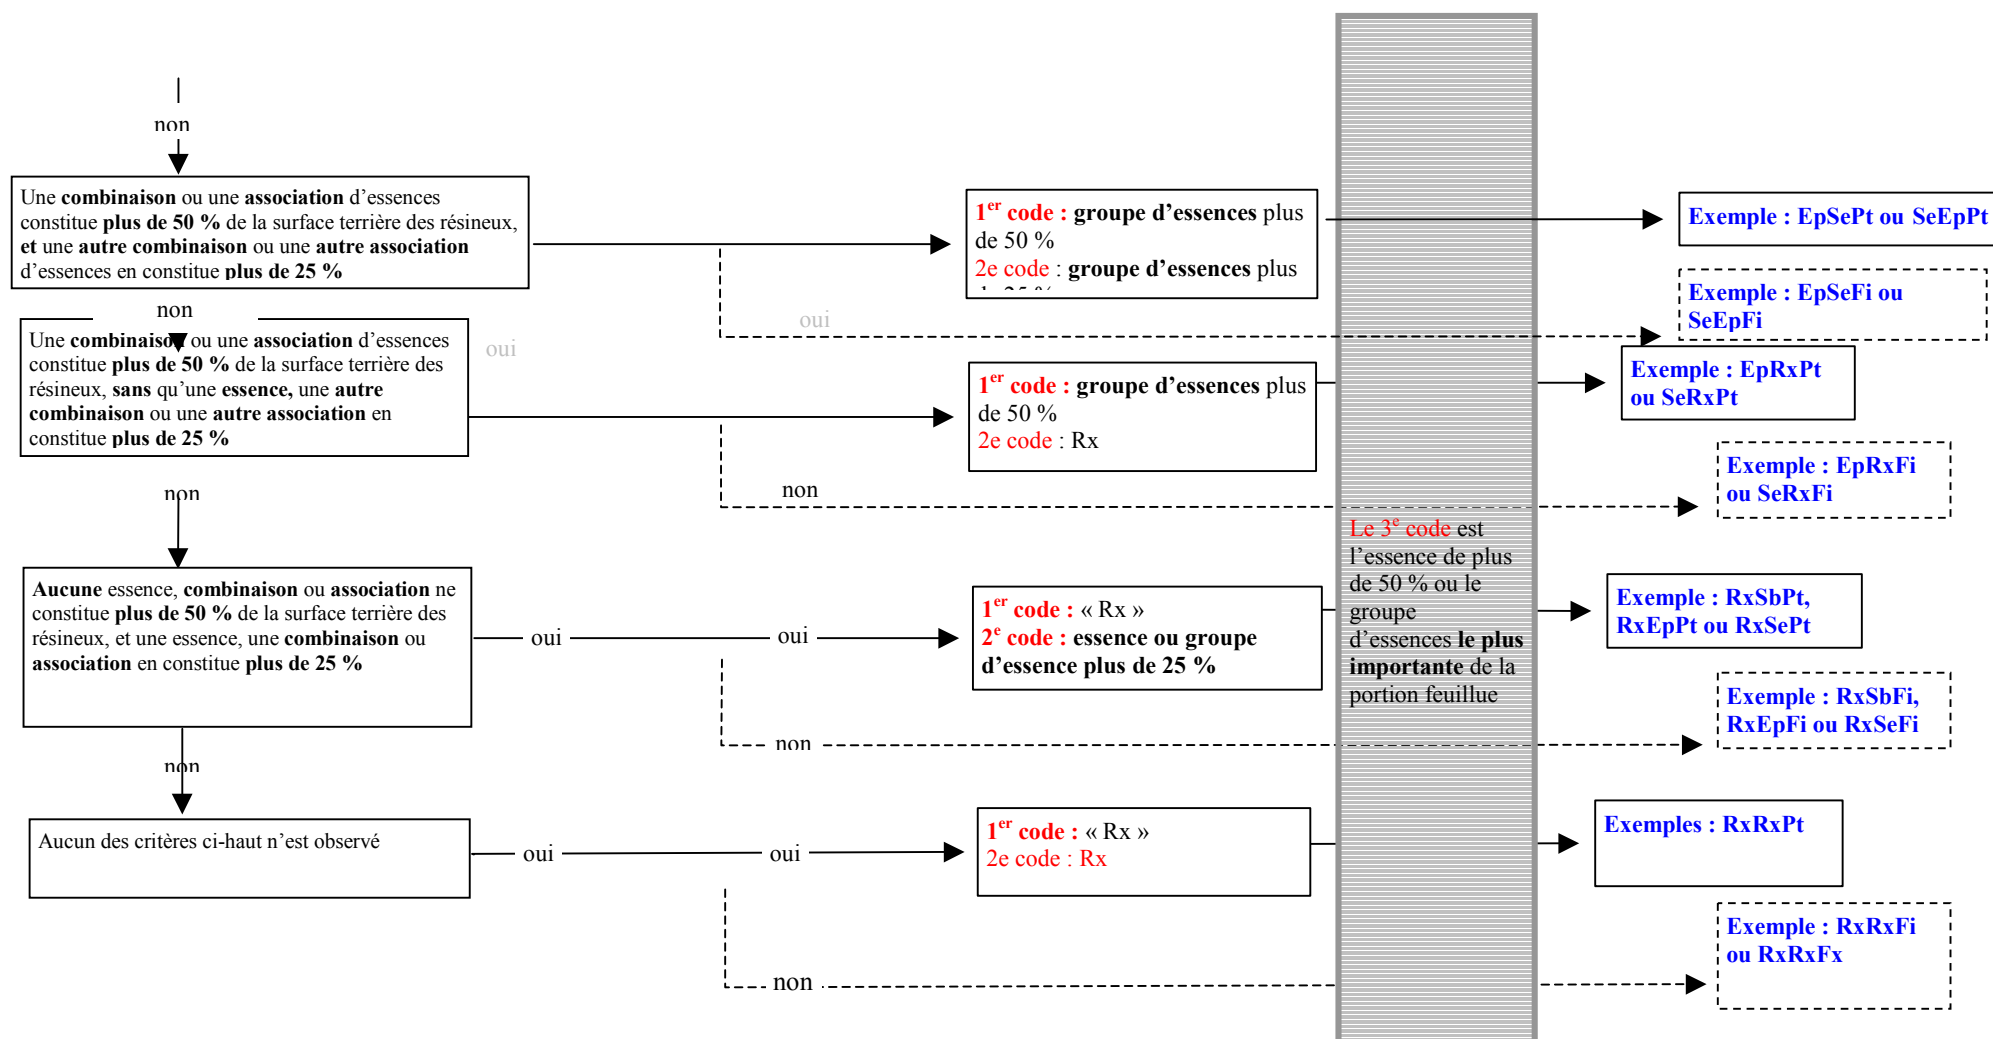 non
Une combinaison ou une association d'essences
constitue plus de 50 % de la surface terrière des résineux,
et une autre combinaison ou une autre association
d'essences en constitue plus de 25 %
1er code : groupe d'essences plus
de 50 %
2e code : groupe d'essences plus
de 25 %
Exemple : EpSePt ou SeEpPt
Exemple : EpSeFi ou
SeEpFi
oui
non
Une combinaison ou une association d'essences
constitue plus de 50 % de la surface terrière des
résineux, sans qu'une essence, une autre
combinaison ou une autre association en
constitue plus de 25 %
oui
1er code : groupe d'essences plus
de 50 %
2e code : Rx
Exemple : EpRxPt
ou SeRxPt
Exemple : EpRxFi
ou SeRxFi
non
non
Le 3e code est
l'essence de plus
de 50 % ou le
groupe
d'essences le plus
importante de la
portion feuillue
Aucune essence, combinaison ou association ne
constitue plus de 50 % de la surface terrière des
résineux, et une essence, une combinaison ou
association en constitue plus de 25 %
oui
oui
1er code : « Rx »
2e code : essence ou groupe
d'essence plus de 25 %
Exemple : RxSbPt,
RxEpPt ou RxSePt
Exemple : RxSbFi,
RxEpFi ou RxSeFi
non
non
Aucun des critères ci-haut n'est observé
oui
oui
1er code : « Rx »
2e code : Rx
Exemples : RxRxPt
Exemple : RxRxFi
ou RxRxFx
non